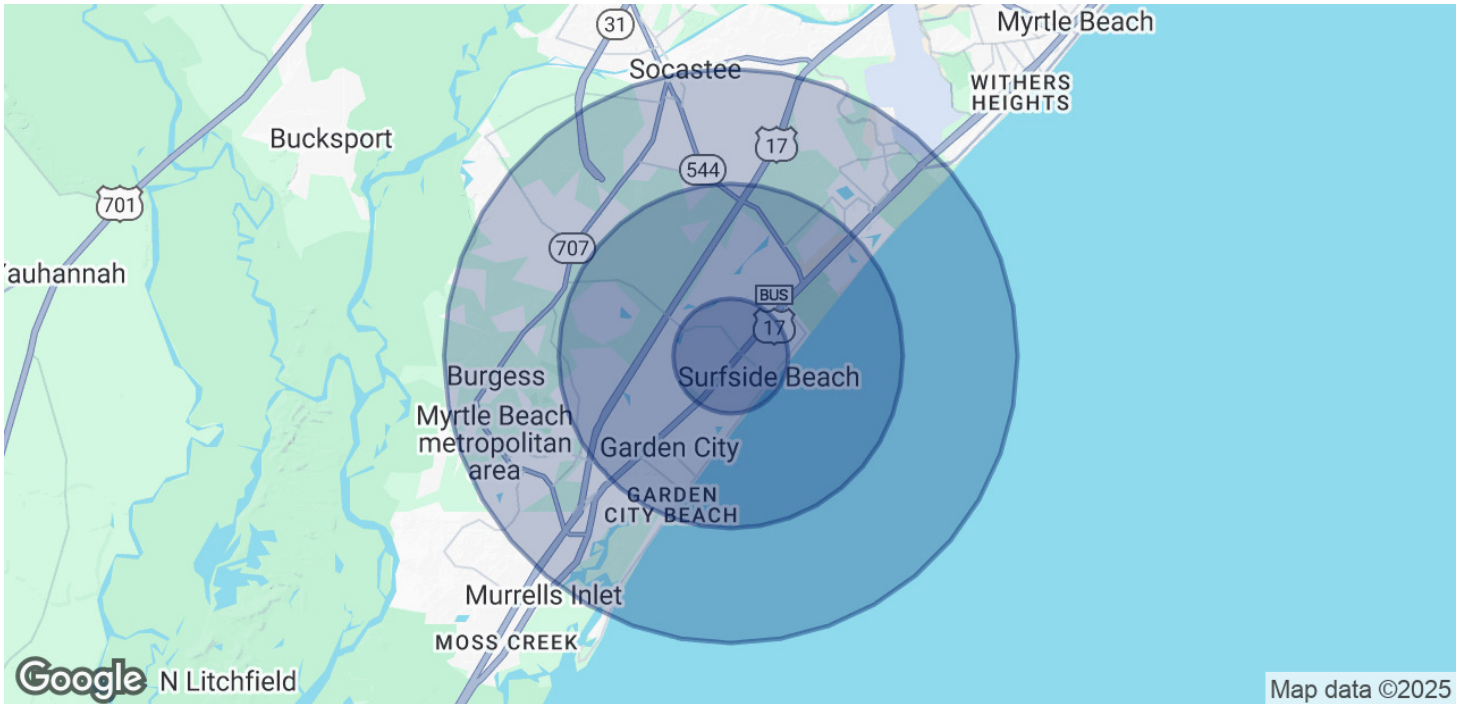 Myrtle Beach
31
Socastee
WITHERS
HEIGHTS
Bucksport
17
544
701
707
auhannah
BUS
17
Burgess
Surfside Beach
Myrtle Beach
metropolitan
area
Garden City
GARDEN
CITY BEACH
Murrells Inlet
MOSS CREEK
Google
N Litchfield
Map data ©2025